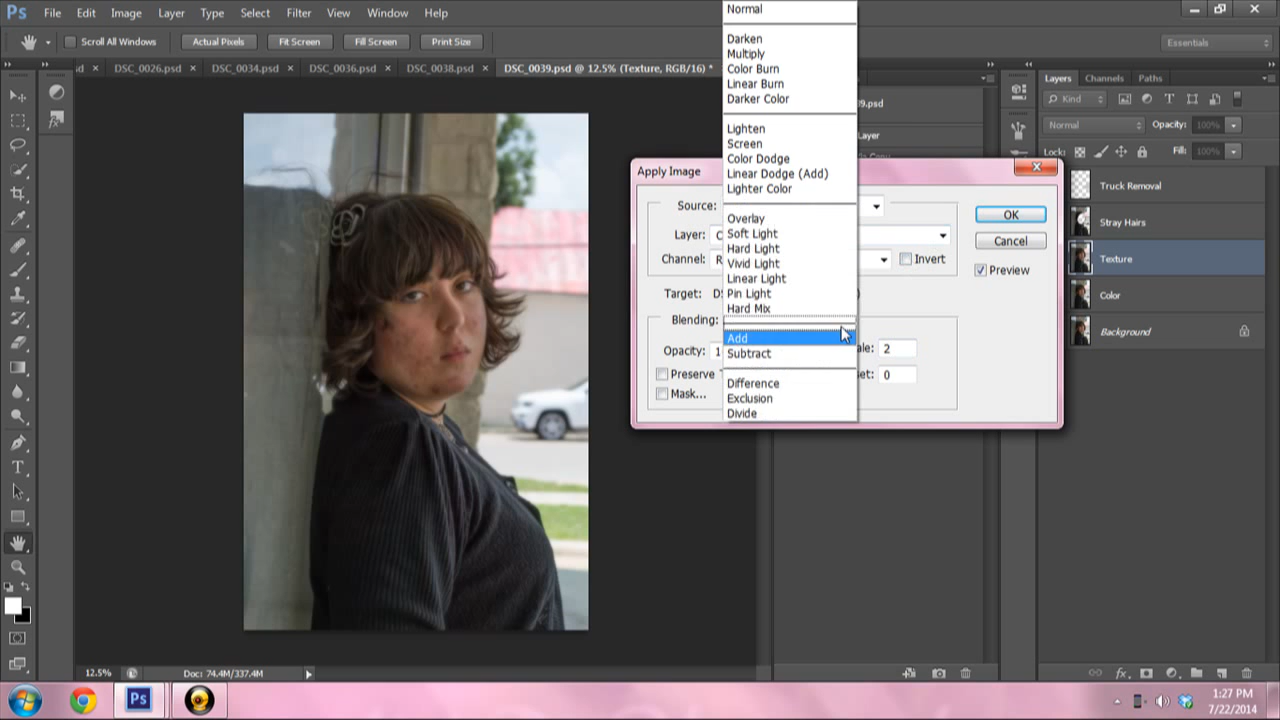 Ps File Edit Image Layer Type Select Filter View Window Help
Scroll All Windows Actual Pixels Fit Screen Fill Screen Print Size Essentials
DSC_0026.psd × DSC_0034.psd × DSC_0036.psd × DSC_0038.psd × DSC_0039.psd @ 12.5% (Texture, RGB/16) *
Normal
Darken
Multiply
Color Burn
Linear Burn
Darker Color
Lighten
Screen
Color Dodge
Linear Dodge (Add)
Lighter Color
Overlay
Soft Light
Hard Light
Vivid Light
Linear Light
Pin Light
Hard Mix
Add
Subtract
Difference
Exclusion
Divide
Apply Image
Source:
Layer:
Channel: R
Invert
Target: D
Blending:
Opacity: 1
ale: 2
Preserve
set: 0
Mask...
OK
Cancel
Preview
Layers Channels Paths
Kind
Normal Opacity: 100%
Lock: Fill: 100%
Truck Removal
Stray Hairs
Texture
Color
Background
12.5% Doc: 74.4M/337.4M
Ps
1:27 PM
7/22/2014